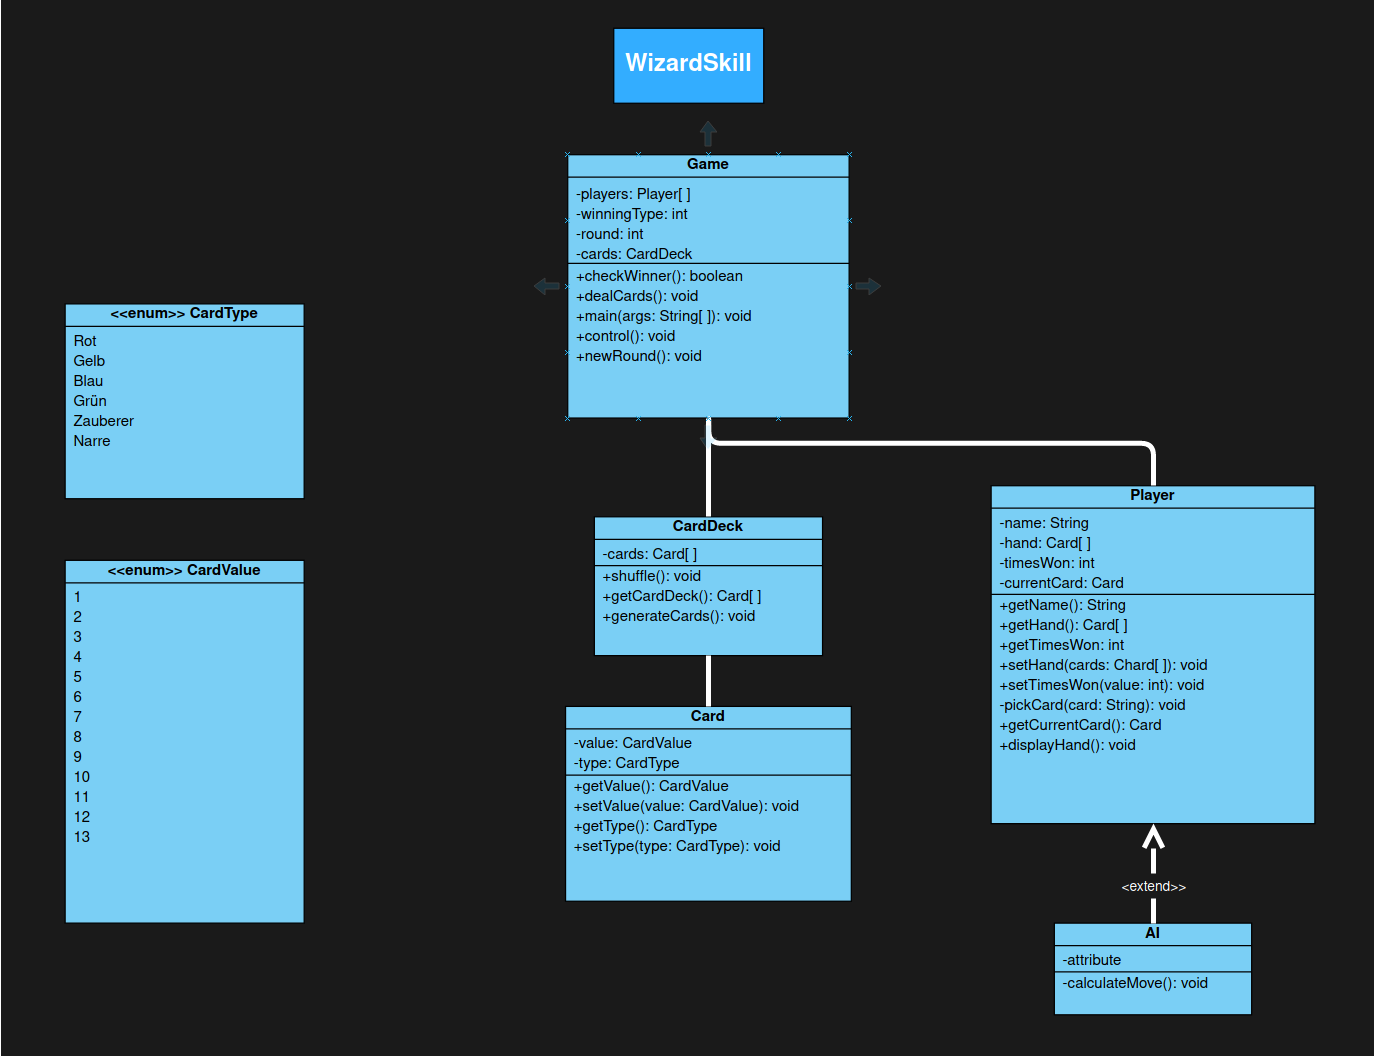 WizardSkill
Game
-players: Player[ ]
-winningType: int
-round: int
-cards: CardDeck
+checkWinner(): boolean
+dealCards(): void
+main(args: String[ ]): void
+control(): void
+newRound(): void
<<enum>> CardType
Rot
Gelb
Blau
Grün
Zauberer
Narre
<<enum>> CardValue
1
2
3
4
5
6
7
8
9
10
11
12
13
CardDeck
-cards: Card[ ]
+shuffle(): void
+getCardDeck(): Card[ ]
+generateCards(): void
Card
-value: CardValue
-type: CardType
+getValue(): CardValue
+setValue(value: CardValue): void
+getType(): CardType
+setType(type: CardType): void
Player
-name: String
-hand: Card[ ]
-timesWon: int
-currentCard: Card
+getName(): String
+getHand(): Card[ ]
+getTimesWon: int
+setHand(cards: Chard[ ]): void
+setTimesWon(value: int): void
-pickCard(card: String): void
+getCurrentCard(): Card
+displayHand(): void
<extend>>
AI
-attribute
-calculateMove(): void